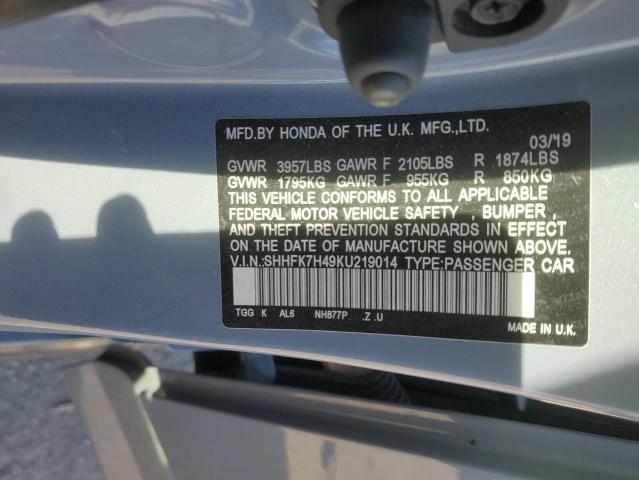 MFD.BY HONDA OF THE U.K. MFG.,LTD.
03/19
GVWR 3957LBS GAWR F 2105LBS R 1874LBS
GVWR 1795KG GAWR F 955KG R 850KG
THIS VEHICLE CONFORMS TO ALL APPLICABLE
FEDERAL MOTOR VEHICLE SAFETY , BUMPER ,
AND THEFT PREVENTION STANDARDS IN EFFECT
ON THE DATE OF MANUFACTURE SHOWN ABOVE.
V.I.N.:SHHFK7H49KU219014 TYPE:PASSENGER CAR
TGG K AL6 NH877P .Z .U
MADE IN U.K.